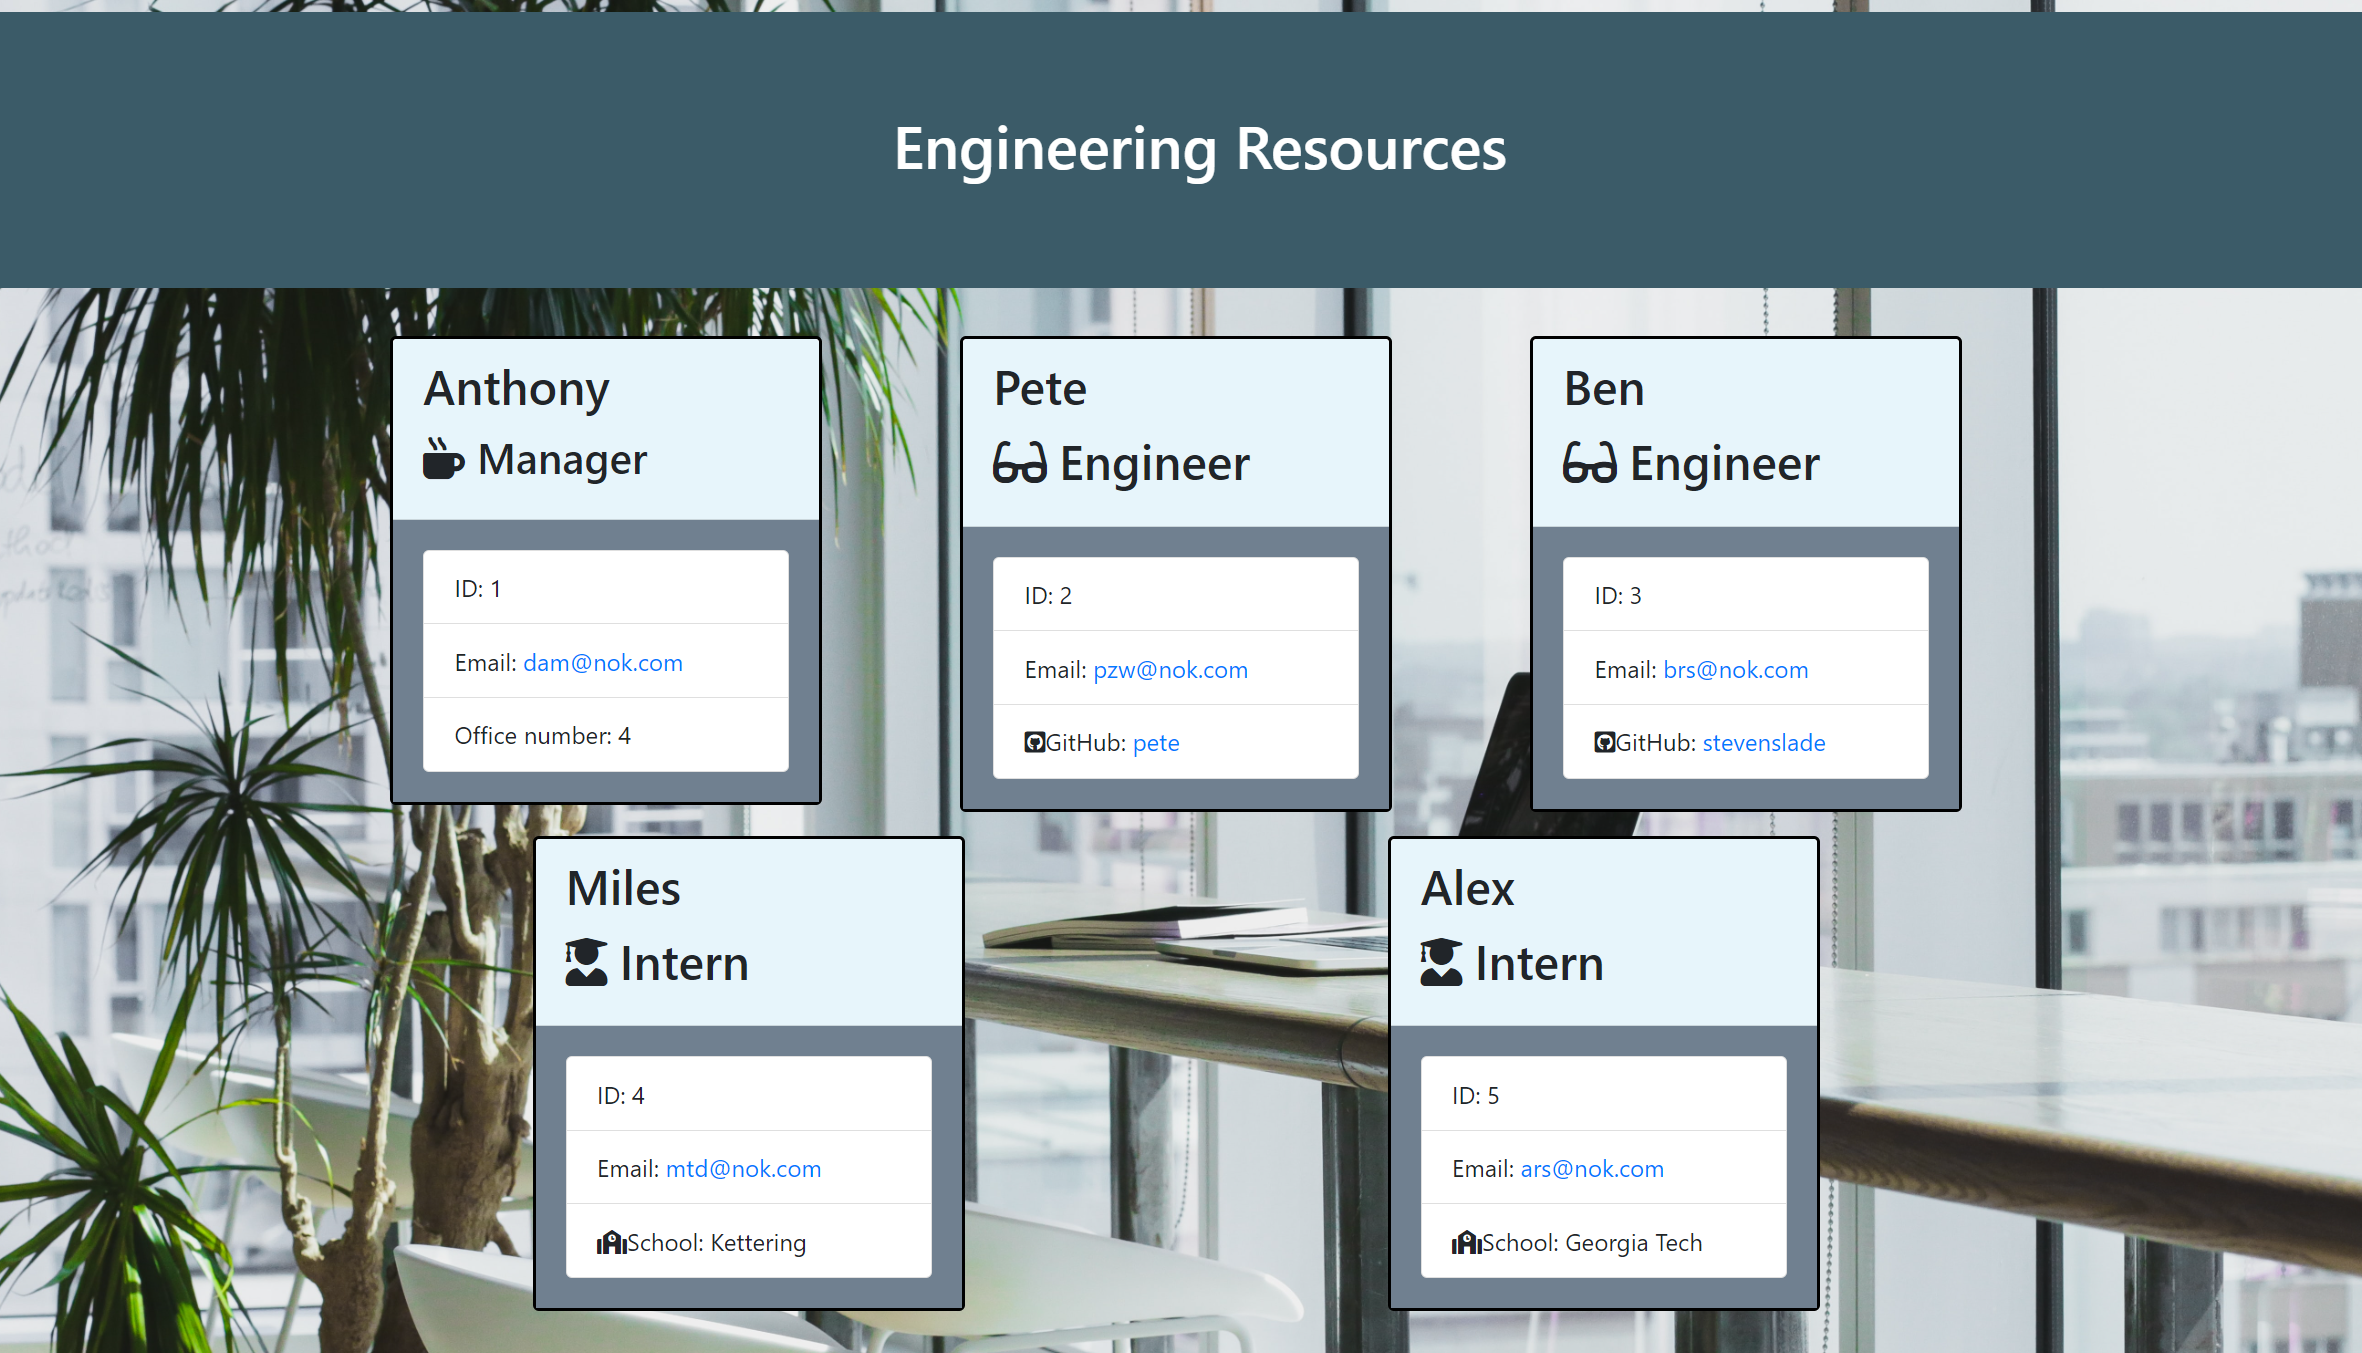 Engineering Resources
Anthony
Manager
ID: 1
Email: dam@nok.com
Office number: 4
Pete
Engineer
ID: 2
Email: pzw@nok.com
GitHub: pete
Ben
Engineer
ID: 3
Email: brs@nok.com
GitHub: stevenslade
Miles
Intern
ID: 4
Email: mtd@nok.com
School: Kettering
Alex
Intern
ID: 5
Email: ars@nok.com
School: Georgia Tech